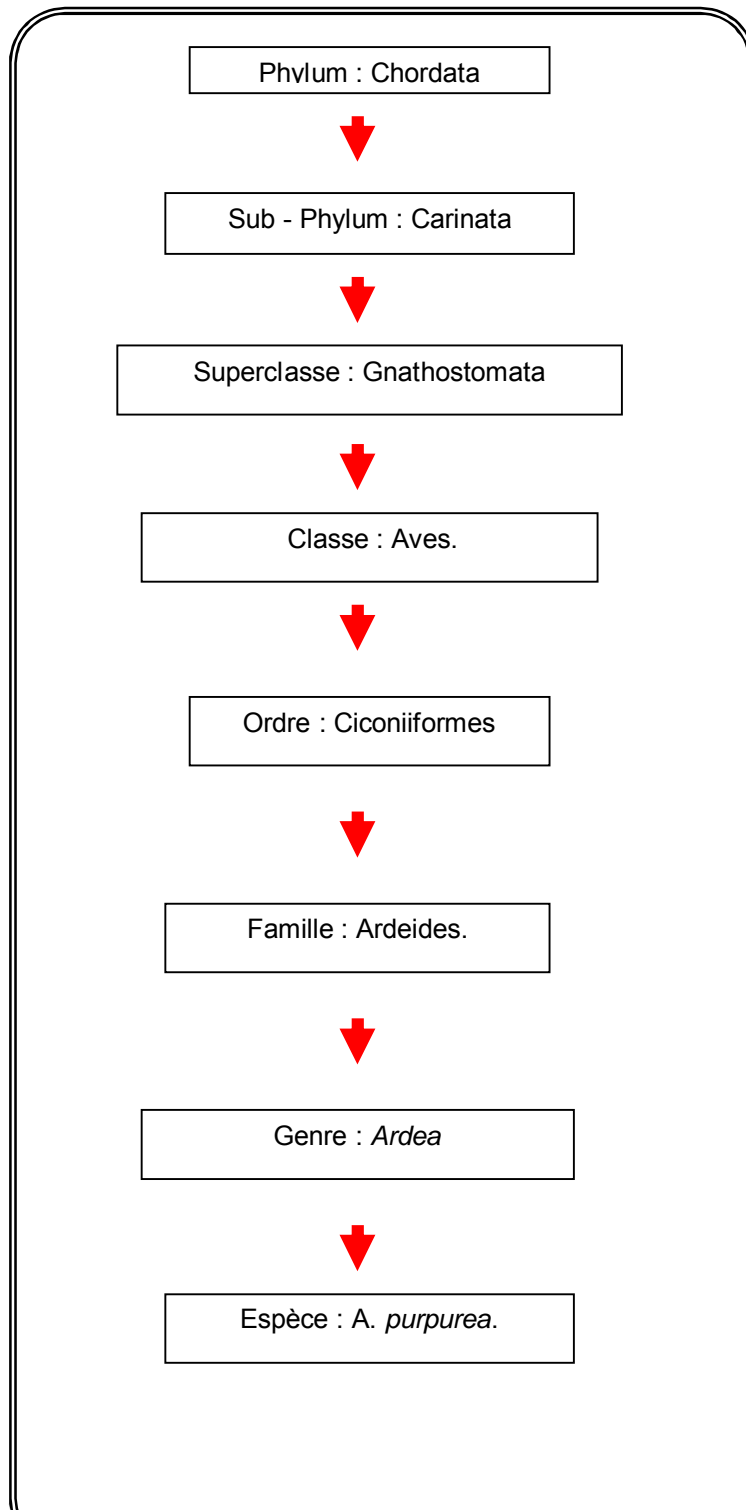 Phylum : Chordata
Sub - Phylum : Carinata
Superclasse : Gnathostomata
Classe : Aves.
Ordre : Ciconiiformes
Famille : Ardeides.
Genre : Ardea
Espèce : A. purpurea.